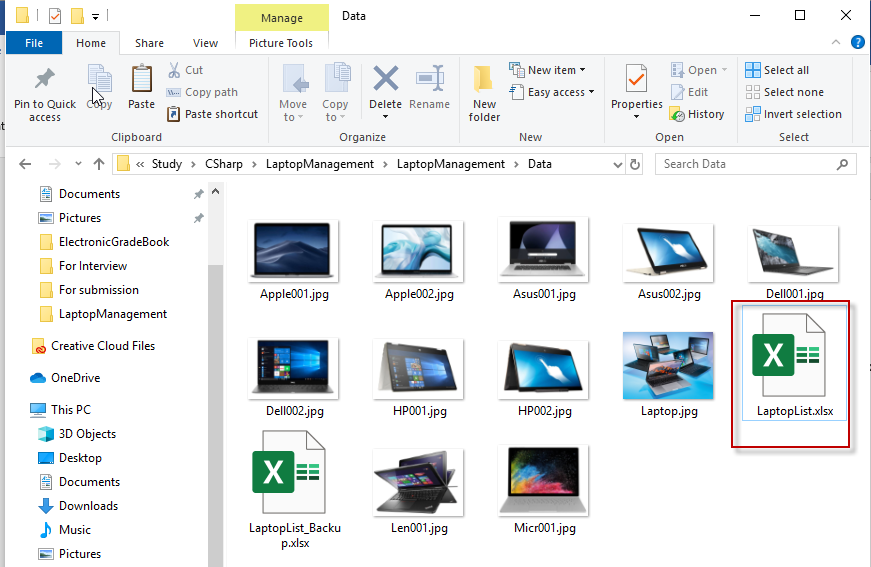 Manage
Data
File
Home
Share
View
Picture Tools
Pin to Quick
access
Copy
Paste
Cut
Copy path
Paste shortcut
Clipboard
Move
to
Copy
to
Delete
Rename
Organize
New
folder
New item
Easy access
New
Properties
Open
Edit
History
Open
Select all
Select none
Invert selection
Select
« Study > CSharp > LaptopManagement > LaptopManagement > Data
Search Data
Documents
Pictures
ElectronicGradeBook
For Interview
For submission
LaptopManagement
Creative Cloud Files
OneDrive
This PC
3D Objects
Desktop
Documents
Downloads
Music
Pictures
Apple001.jpg
Apple002.jpg
Asus001.jpg
Asus002.jpg
Dell001.jpg
Dell002.jpg
HP001.jpg
HP002.jpg
Laptop.jpg
X
LaptopList.xlsx
X
LaptopList_Backu
p.xlsx
Len001.jpg
Micr001.jpg